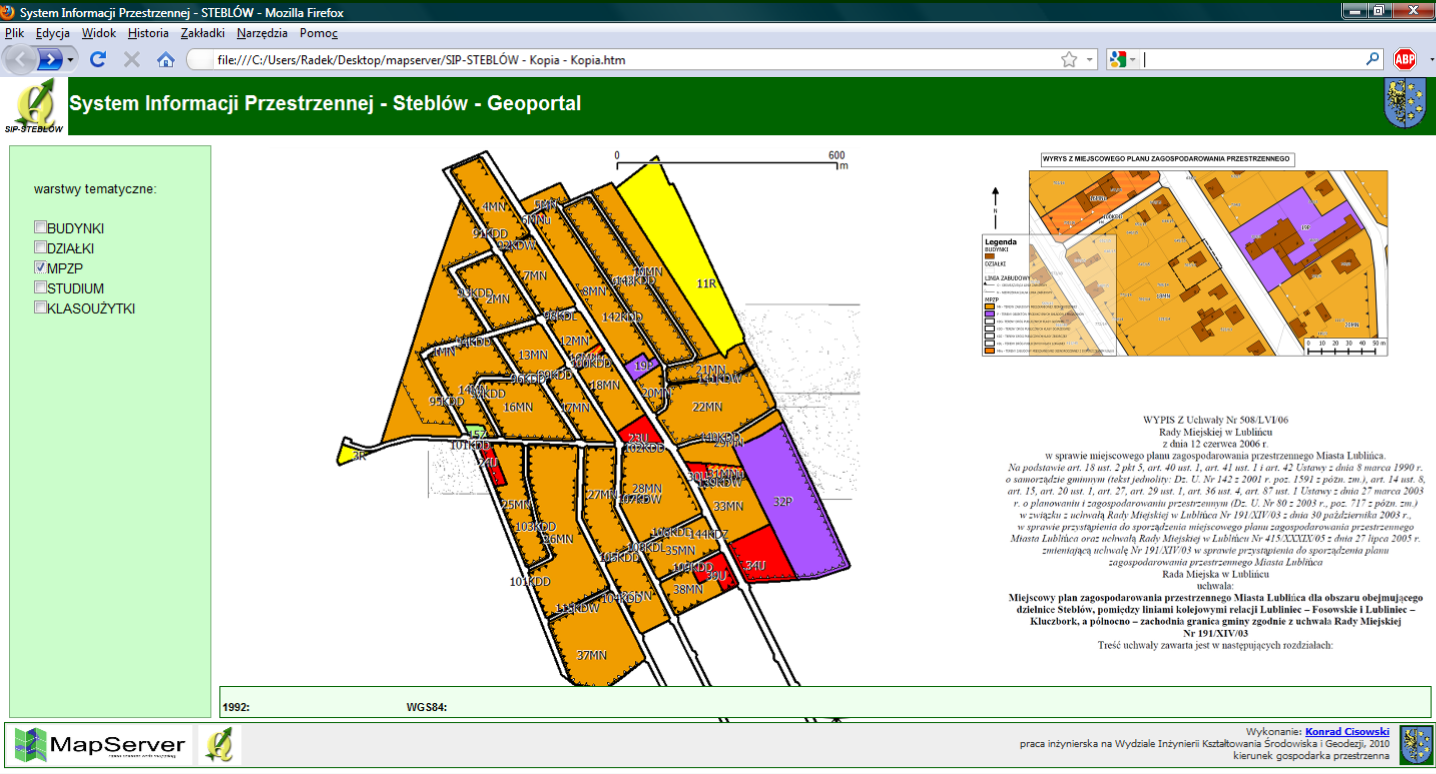 System Informacji Przestrzennej - STEBLÓW - Mozilla Firefox
Plik Edycja Widok Historia Zakładki Narzędzia Pomoc
file:///C:/Users/Radek/Desktop/mapserver/SIP-STEBLÓW - Kopia - Kopia.htm
ABP
SIP-STEBLÓW
System Informacji Przestrzennej - Steblów - Geoportal
warstwy tematyczne:
BUDYNKI
DZIAŁKI
MPZP
STUDIUM
KLASOUŻYTKI
0 600
m
4MN
5MN
6MNu
91KDD
92KDW
7MN
11R
93KDD
2MN
8MN
142KDD
12MN
94KDD
1MN
13MN
19P
21MN
18MN
20MN
95KDD
16MN
17MN
22MN
101KDD
23U
102KDD
3R
24U
25MN
27MN
28MN
32P
33MN
103KDD
26MN
144KDZ
35MN
34U
101KDD
38MN
37MN
WYRYS Z MIEJSCOWEGO PLANU ZAGOSPODAROWANIA PRZESTRZENNEGO
N
Legenda
BUDYNKI
DZIAŁKI
LINIA ZABUDOWY
MPZP
0 10 20 30 40 50 m
WYPIS Z Uchwały Nr 508/LVI/06
Rady Miejskiej w Lublińcu
z dnia 12 czerwca 2006 r.
w sprawie miejscowego planu zagospodarowania przestrzennego Miasta Lublińca.
Na podstawie art. 18 ust. 2 pkt 5, art. 40 ust. 1, art. 41 ust. 1 i art. 42 Ustawy z dnia 8 marca 1990 r.
o samorządzie gminnym (tekst jednolity: Dz. U. Nr 142 z 2001 r. poz. 1591 z późn. zm.), art. 14 ust. 8,
art. 15, art. 20 ust. 1, art. 27, art. 29 ust. 1, art. 36 ust. 4, art. 87 ust. 1 Ustawy z dnia 27 marca 2003
r. o planowaniu i zagospodarowaniu przestrzennym (Dz. U. Nr 80 z 2003 r., poz. 717 z późn. zm.)
w związku z uchwałą Rady Miejskiej w Lublińcu Nr 191/XIV/03 z dnia 30 października 2003 r.,
w sprawie przystąpienia do sporządzenia miejscowego planu zagospodarowania przestrzennego
Miasta Lublińca oraz uchwałą Rady Miejskiej w Lublińcu Nr 415/XXXIX/05 z dnia 27 lipca 2005 r.
zmieniającą uchwałę Nr 191/XIV/03 w sprawie przystąpienia do sporządzenia planu
zagospodarowania przestrzennego Miasta Lublińca
Rada Miejska w Lublińcu
uchwala:
Miejscowy plan zagospodarowania przestrzennego Miasta Lublińca dla obszaru obejmującego
dzielnice Steblów, pomiędzy liniami kolejowymi relacji Lubliniec – Fosowskie i Lubliniec –
Kluczbork, a północno – zachodnia granica gminy zgodnie z uchwała Rady Miejskiej
Nr 191/XIV/03
Treść uchwały zawarta jest w następujących rozdziałach:
1992: WGS84:
MapServer
Wykonanie: Konrad Cisowski
praca inżynierska na Wydziale Inżynierii Kształtowania Środowiska i Geodezji, 2010
kierunek gospodarka przestrzenna